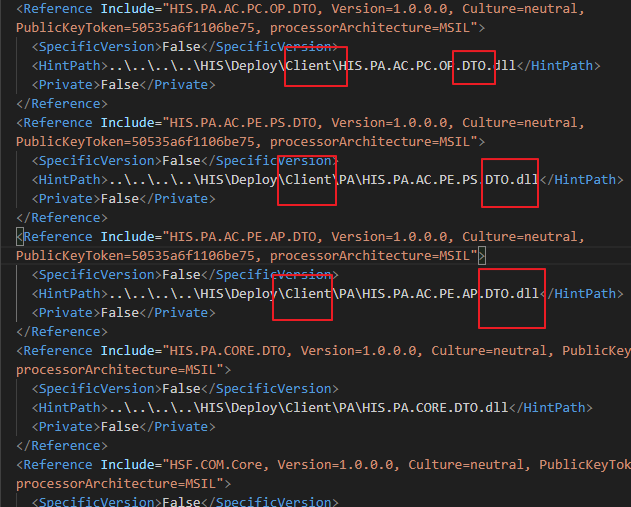 <Reference Include="HIS.PA.AC.PC.OP.DTO, Version=1.0.0.0, Culture=neutral,
PublicKeyToken=50535a6f1106be75, processorArchitecture=MSIL">
<SpecificVersion>False</SpecificVersion>
<HintPath>..\..\..\..\HIS\Deploy\Client\HIS.PA.AC.PC.OP.DTO.dll</HintPath>
<Private>False</Private>
</Reference>
<Reference Include="HIS.PA.AC.PE.PS.DTO, Version=1.0.0.0, Culture=neutral,
PublicKeyToken=50535a6f1106be75, processorArchitecture=MSIL">
<SpecificVersion>False</SpecificVersion>
<HintPath>..\..\..\..\HIS\Deploy\Client\PA\HIS.PA.AC.PE.PS.DTO.dll</HintPath>
<Private>False</Private>
</Reference>
<Reference Include="HIS.PA.AC.PE.AP.DTO, Version=1.0.0.0, Culture=neutral,
PublicKeyToken=50535a6f1106be75, processorArchitecture=MSIL">
<SpecificVersion>False</SpecificVersion>
<HintPath>..\..\..\..\HIS\Deploy\Client\PA\HIS.PA.AC.PE.AP.DTO.dll</HintPath>
<Private>False</Private>
</Reference>
<Reference Include="HIS.PA.CORE.DTO, Version=1.0.0.0, Culture=neutral, PublicKey
processorArchitecture=MSIL">
<SpecificVersion>False</SpecificVersion>
<HintPath>..\..\..\..\HIS\Deploy\Client\PA\HIS.PA.CORE.DTO.dll</HintPath>
<Private>False</Private>
</Reference>
<Reference Include="HSF.COM.Core, Version=1.0.0.0, Culture=neutral, PublicKeyTok
processorArchitecture=MSIL">
<SpecificVersion>False</SpecificVersion>